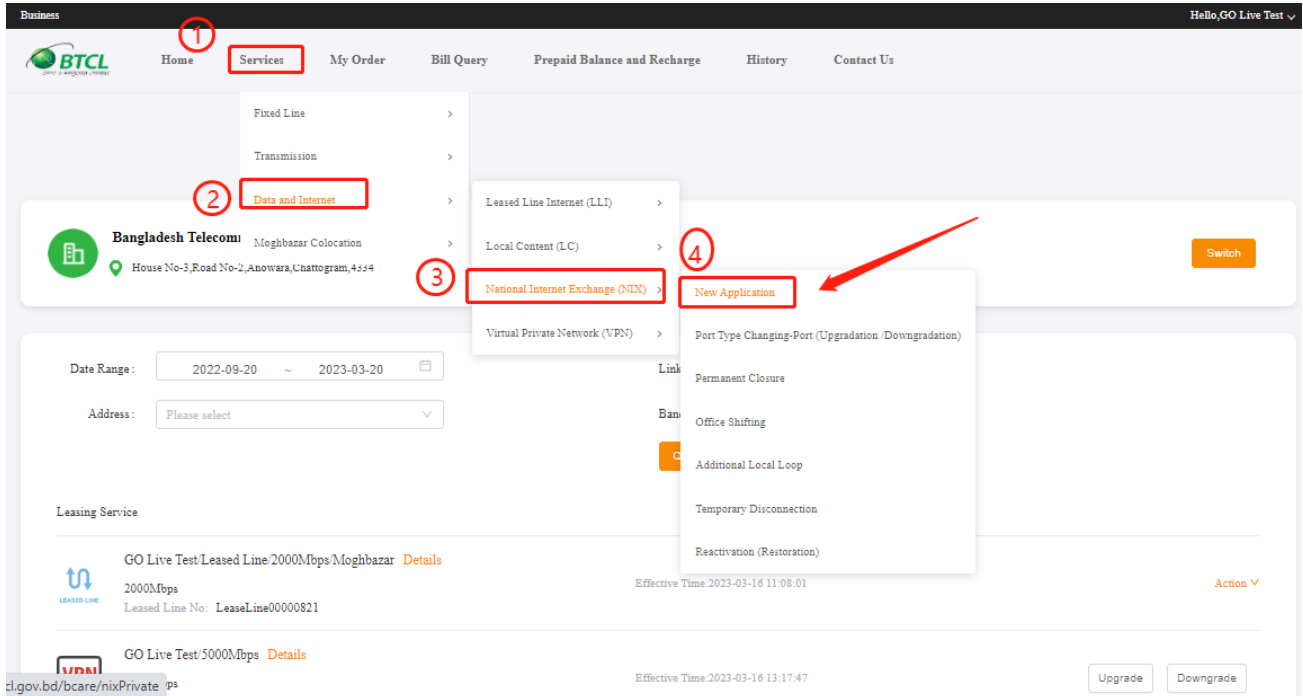 Business
Hello,GO Live Test
1
BTCL
Home Services My Order Bill Query Prepaid Balance and Recharge History Contact Us
Fixed Line
Transmission
2
Data and Internet
Moghbazar Colocation
Leased Line Internet (LLI)
Local Content (LC)
3
National Internet Exchange (NIX)
Virtual Private Network (VPN)
4
New Application
Port Type Changing-Port (Upgradation /Downgradation)
Permanent Closure
Office Shifting
Additional Local Loop
Temporary Disconnection
Reactivation (Restoration)
Bangladesh Telecom
House No-3,Road No-2,Anowara,Chattogram,4334
Switch
Date Range : 2022-09-20 ~ 2023-03-20
Link
Address : Please select
Leasing Service
GO Live Test/Leased Line/2000Mbps/Moghbazar Details
2000Mbps
Effective Time:2023-03-16 11:08:01
Action
LEASED LINE
Leased Line No: LeaseLine00000821
GO Live Test/5000Mbps Details
VPN
Effective Time:2023-03-16 13:17:47
Upgrade Downgrade
cl.gov.bd/bcare/nixPrivate